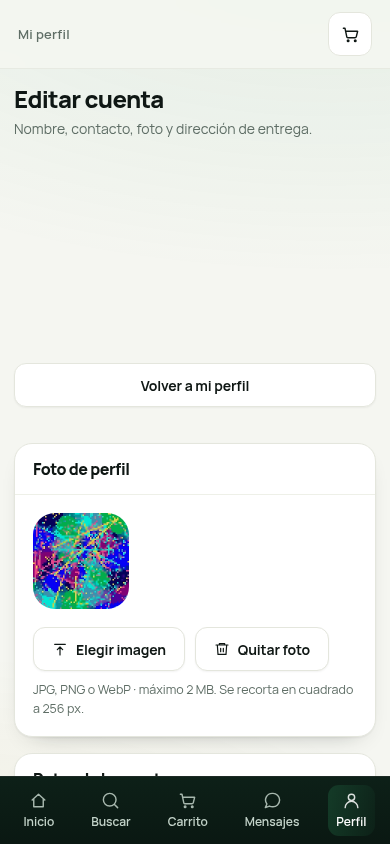 Mi perfil
Editar cuenta
Nombre, contacto, foto y dirección de entrega.
Volver a mi perfil
Foto de perfil
Elegir imagen
Quitar foto
JPG, PNG o WebP · máximo 2 MB. Se recorta en cuadrado
a 256 px.
Inicio
Buscar
Carrito
Mensajes
Perfil